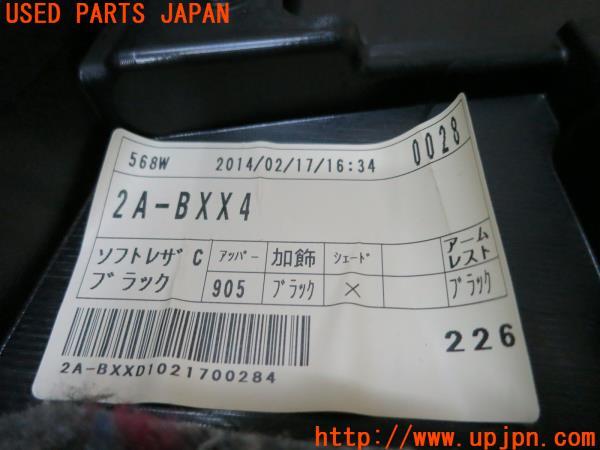 USED PARTS JAPAN
568W 2014/02/17/16:34 0028
2A-BXX4
ソフトレザC アッパー 加飾 シェード アームレスト
ブラック 905 ブラック × ブラック
226
2A-BXXD1021700284
UPJ
http://www.upjpn.com